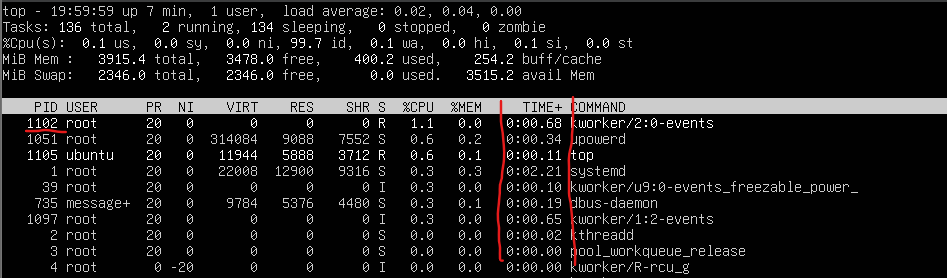 top - 19:59:59 up 7 min,  1 user,  load average: 0.02, 0.04, 0.00
Tasks: 136 total,   2 running, 134 sleeping,   0 stopped,   0 zombie
%Cpu(s):  0.1 us,  0.0 sy,  0.0 ni, 99.7 id,  0.1 wa,  0.0 hi,  0.1 si,  0.0 st
MiB Mem :   3915.4 total,   3478.0 free,    400.2 used,    254.2 buff/cache
MiB Swap:   2346.0 total,   2346.0 free,      0.0 used.   3515.2 avail Mem
PID USER      PR  NI    VIRT    RES    SHR S  %CPU  %MEM     TIME+ COMMAND
1102 root      20   0       0      0      0 R   1.1   0.0   0:00.68 kworker/2:0-events
1051 root      20   0  314084   9088   7552 S   0.6   0.2   0:00.34 upowerd
1105 ubuntu    20   0   11944   5888   3712 R   0.6   0.1   0:00.11 top
1 root      20   0   22008  12900   9316 S   0.3   0.3   0:02.21 systemd
39 root      20   0       0      0      0 I   0.3   0.0   0:00.10 kworker/u9:0-events_freezable_power_
735 message+  20   0    9784   5376   4480 S   0.3   0.1   0:00.19 dbus-daemon
1097 root      20   0       0      0      0 I   0.3   0.0   0:00.65 kworker/1:2-events
2 root      20   0       0      0      0 S   0.0   0.0   0:00.02 kthreadd
3 root      20   0       0      0      0 S   0.0   0.0   0:00.00 pool_workqueue_release
4 root       0 -20       0      0      0 I   0.0   0.0   0:00.00 kworker/R-rcu_g